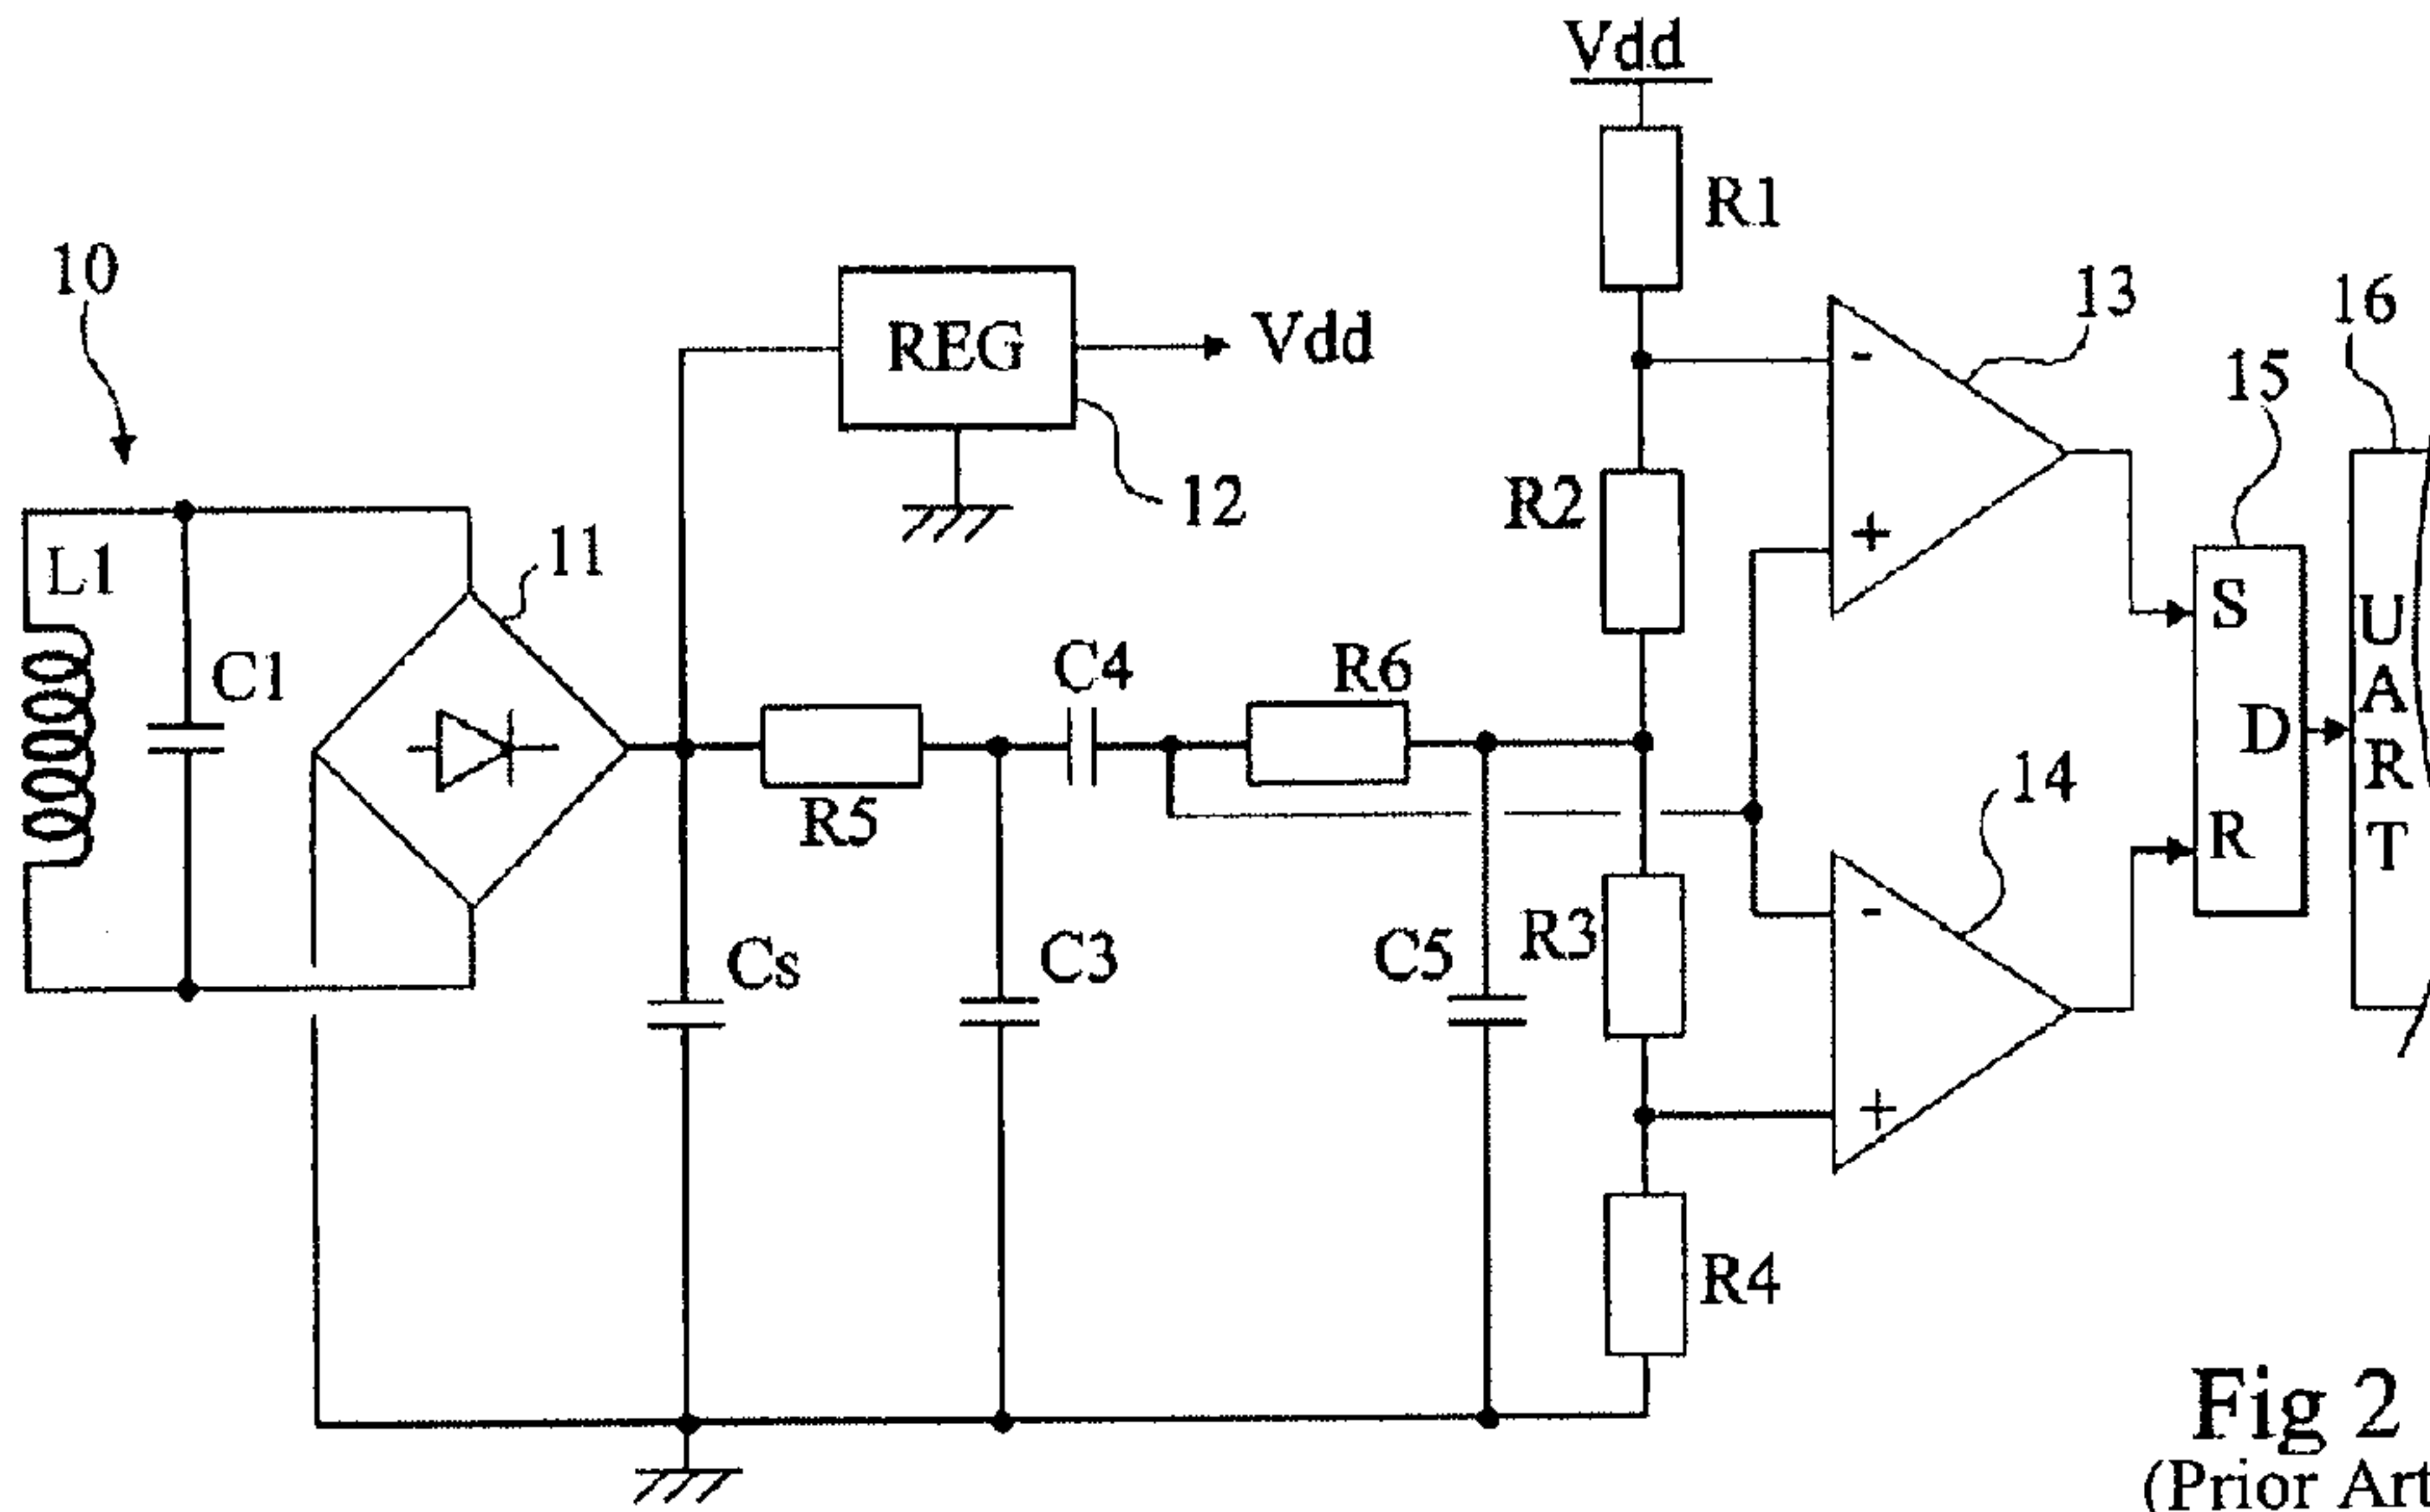 Vdd
R1
10
13
REG
Vdd
16
15
-
12
R2
11
L1
+
S
U
C4
R6
C1
A
D
R
14
R5
R
T
-
R3
C5
C3
Cs
+
R4
Fig 2
(Prior Art